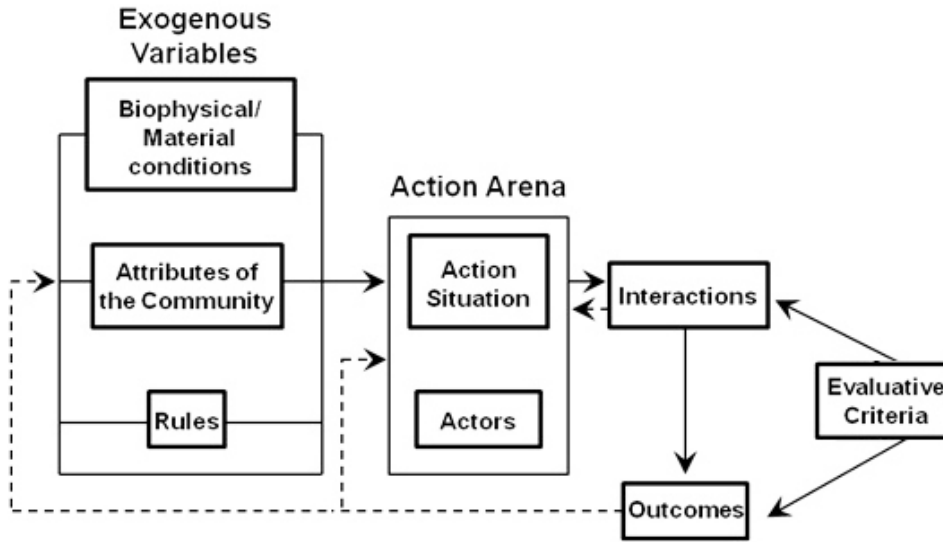 Exogenous
Variables
Biophysical/
Material
conditions
Attributes of
the Community
Rules
Action Arena
Action
Situation
Actors
Interactions
Outcomes
Evaluative
Criteria